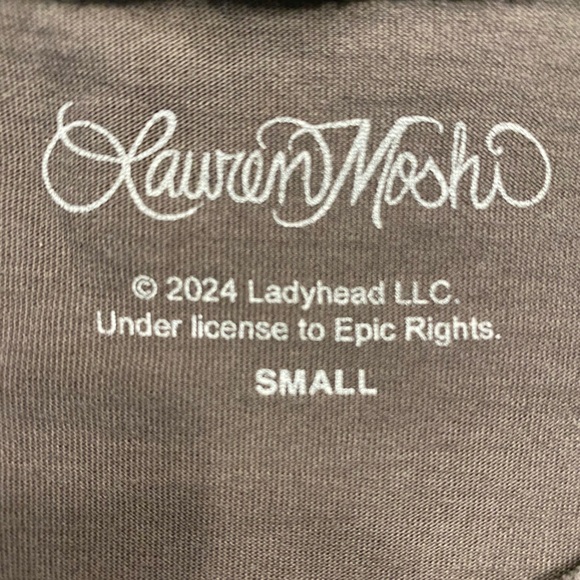 Lauren Moshi
© 2024 Ladyhead LLC.
Under license to Epic Rights.
SMALL